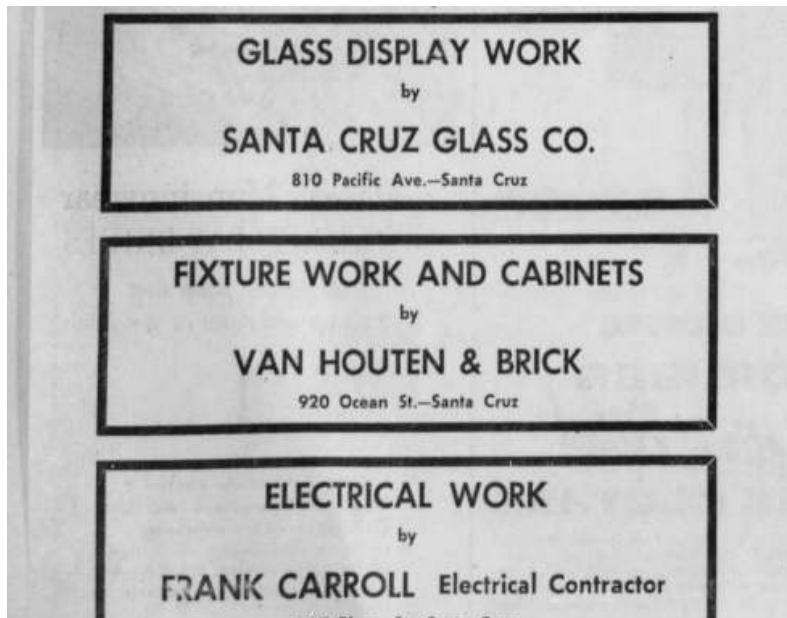 GLASS DISPLAY WORK
by
SANTA CRUZ GLASS CO.
810 Pacific Ave.—Santa Cruz
FIXTURE WORK AND CABINETS
by
VAN HOUTEN & BRICK
920 Ocean St.—Santa Cruz
ELECTRICAL WORK
by
FRANK CARROLL Electrical Contractor